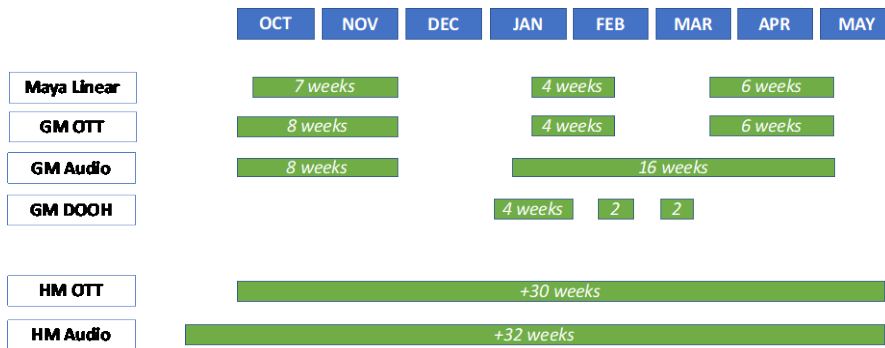 OCT NOV DEC JAN FEB MAR APR MAY
Maya Linear 7 weeks 4 weeks 6 weeks
GM OTT 8 weeks 4 weeks 6 weeks
GM Audio 8 weeks 16 weeks
GM DOOH 4 weeks 2 2
HM OTT +30 weeks
HM Audio +32 weeks